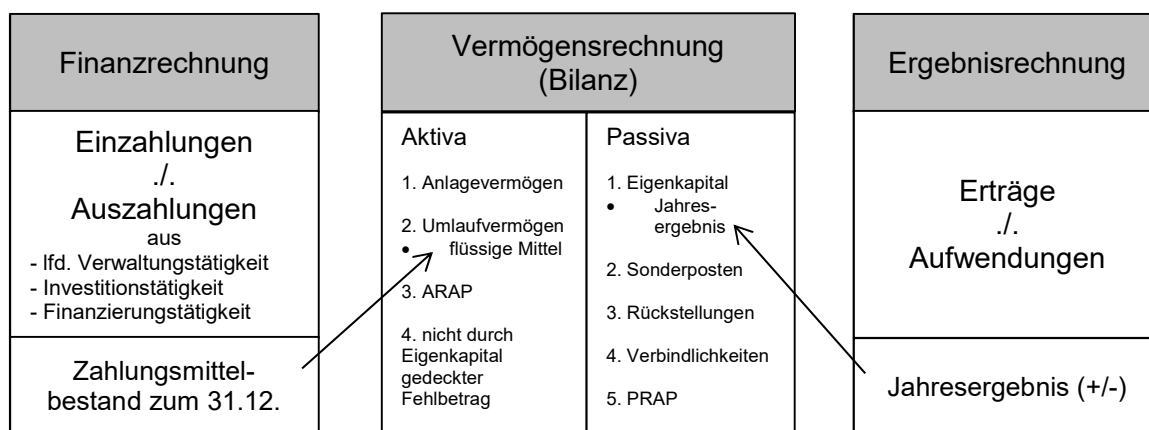 Finanzrechnung
Einzahlungen
./.
Auszahlungen
aus
- lfd. Verwaltungstätigkeit
- Investitionstätigkeit
- Finanzierungstätigkeit
Zahlungsmittel-
bestand zum 31.12.
Vermögensrechnung
(Bilanz)
Aktiva
1. Anlagevermögen
2. Umlaufvermögen
• flüssige Mittel
3. ARAP
4. nicht durch
Eigenkapital
gedeckter
Fehlbetrag
Passiva
1. Eigenkapital
• Jahres-
ergebnis
2. Sonderposten
3. Rückstellungen
4. Verbindlichkeiten
5. PRAP
Ergebnisrechnung
Erträge
./.
Aufwendungen
Jahresergebnis (+/-)